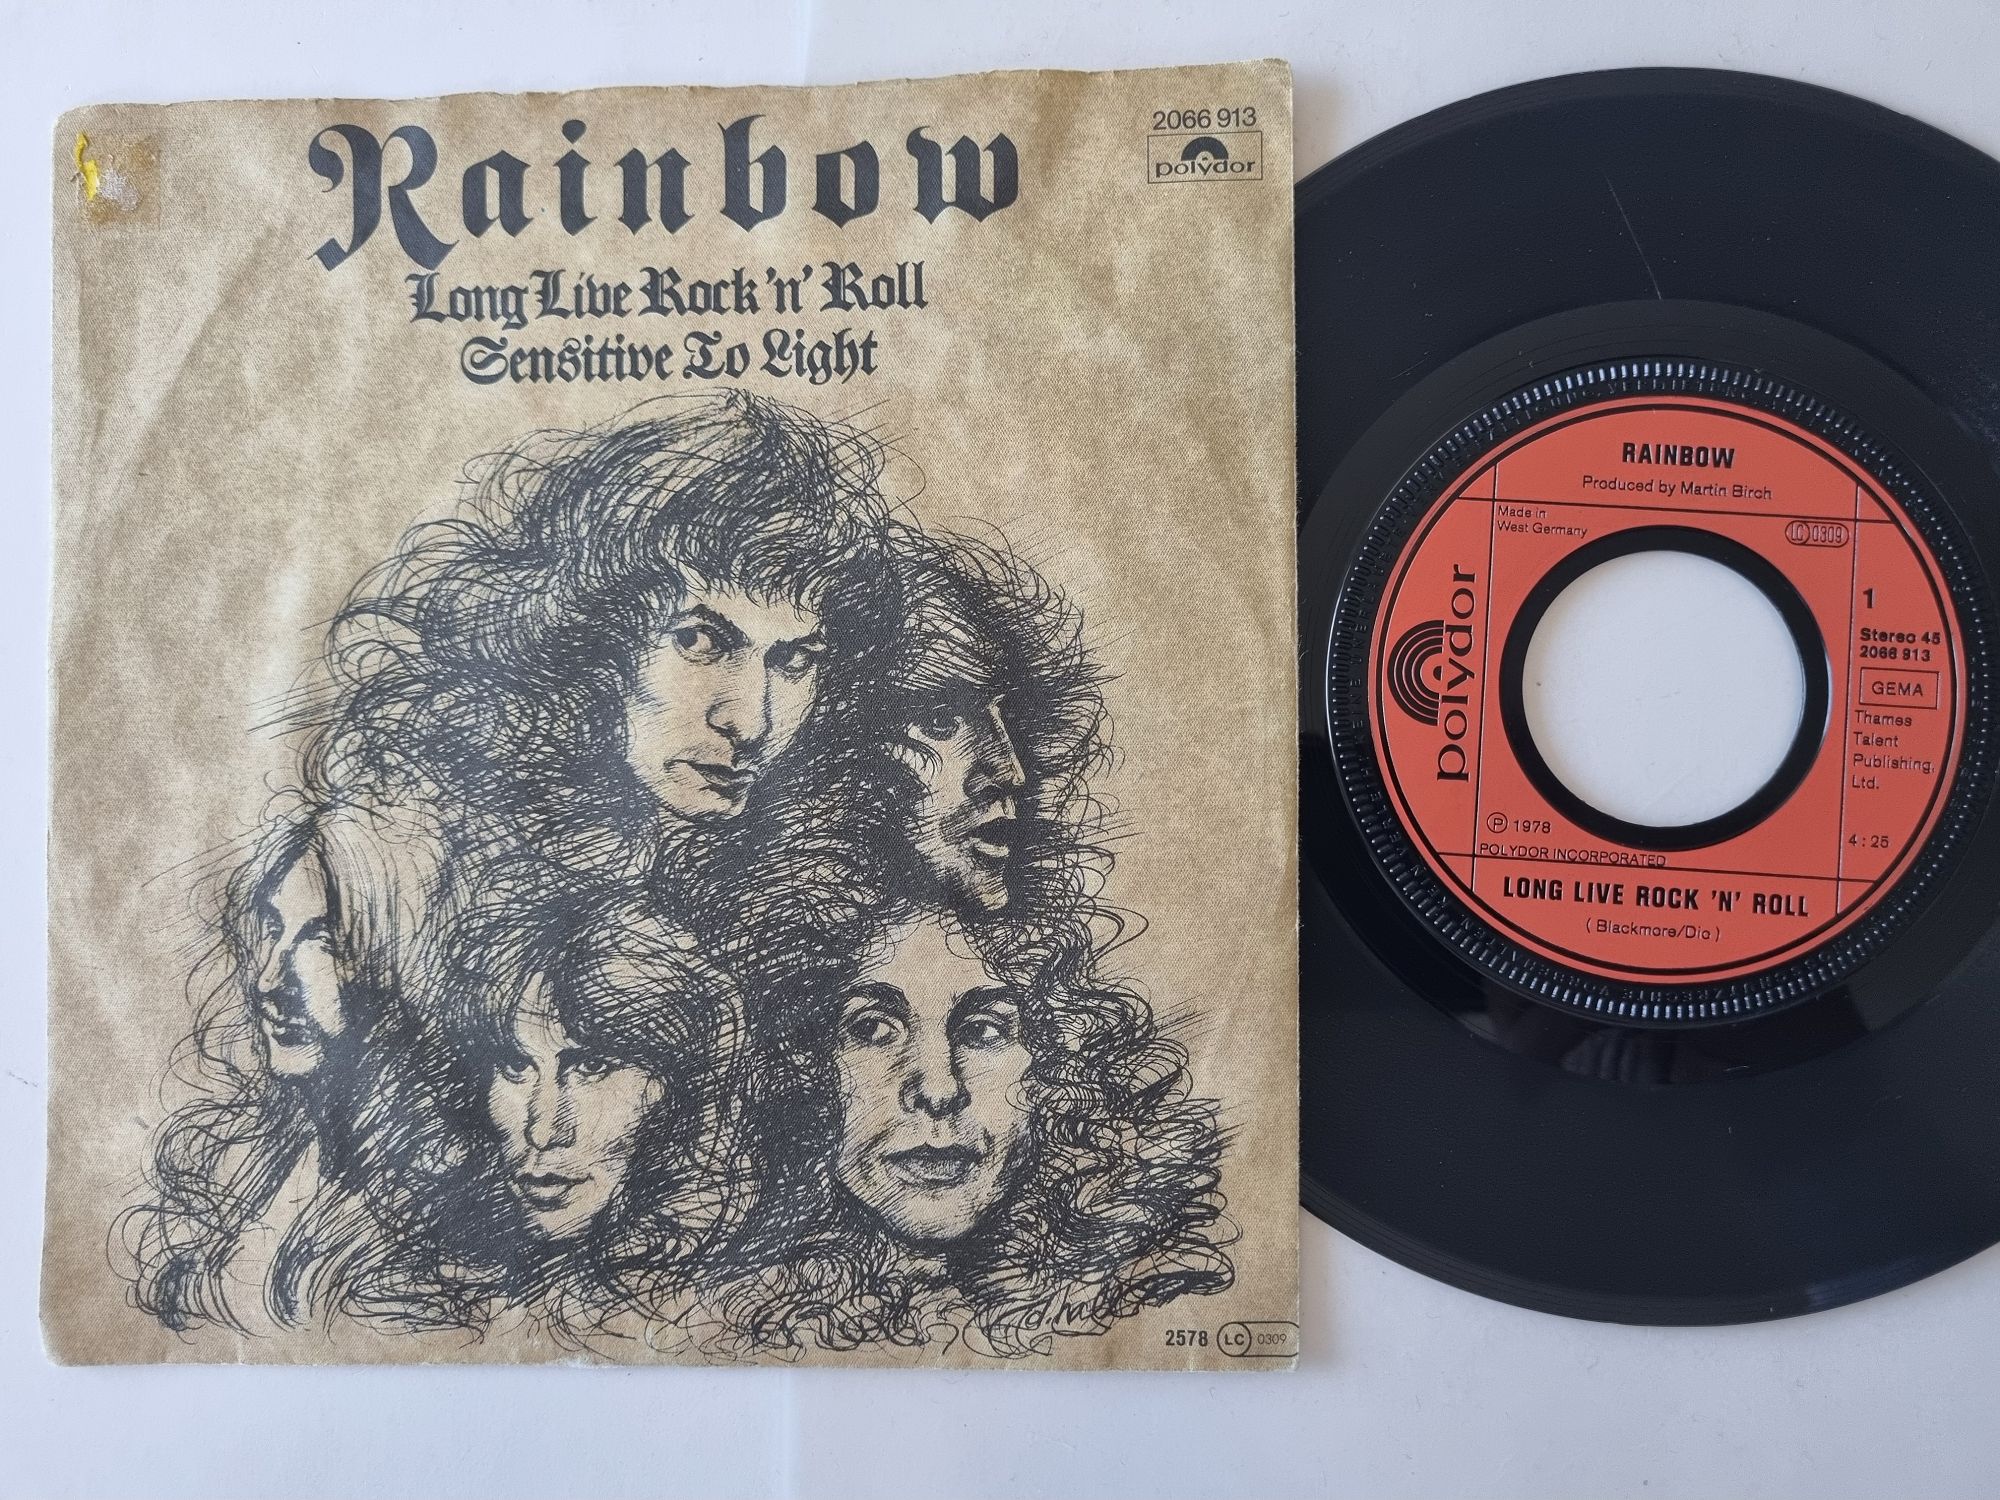 Rainbow
Long Live Rock 'n' Roll
Sensitive To Light
2066 913
polydor
2578 LC 0309
RAINBOW
Produced by Martin Birch
Made in
West Germany
LC 0309
polydor
1
Stereo 45
2066 913
GEMA
Thames
Talent
Publishing,
Ltd.
4:25
Ⓟ 1978
POLYDOR INCORPORATED
LONG LIVE ROCK 'N' ROLL
( Blackmore/Dio )